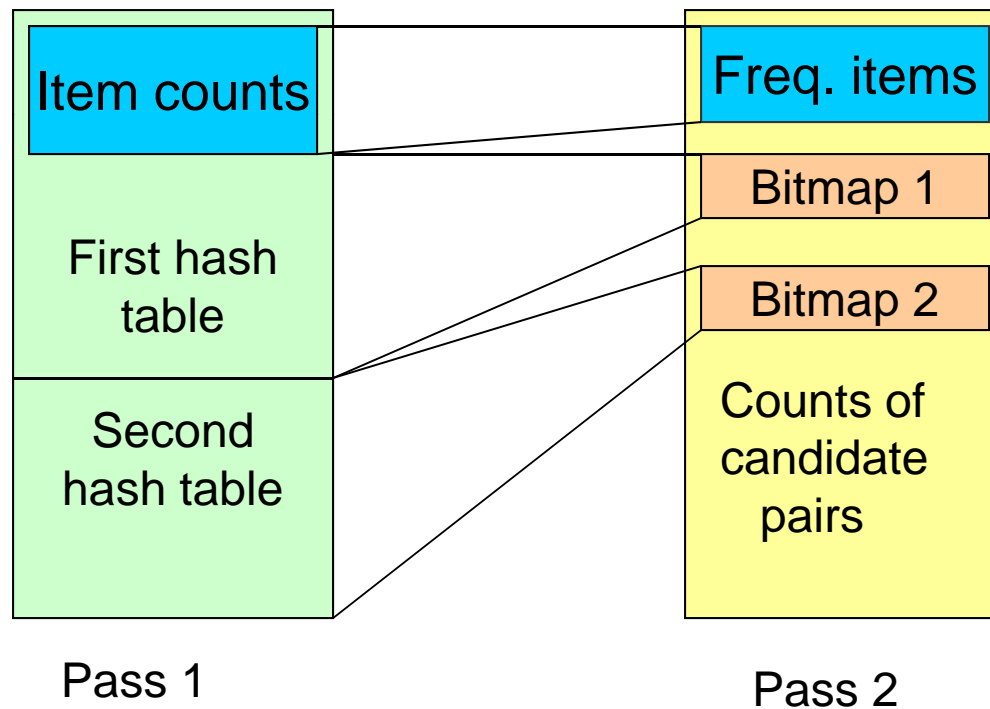 Item counts
First hash
table
Second
hash table
Pass 1
Freq. items
Bitmap 1
Bitmap 2
Counts of
candidate
pairs
Pass 2